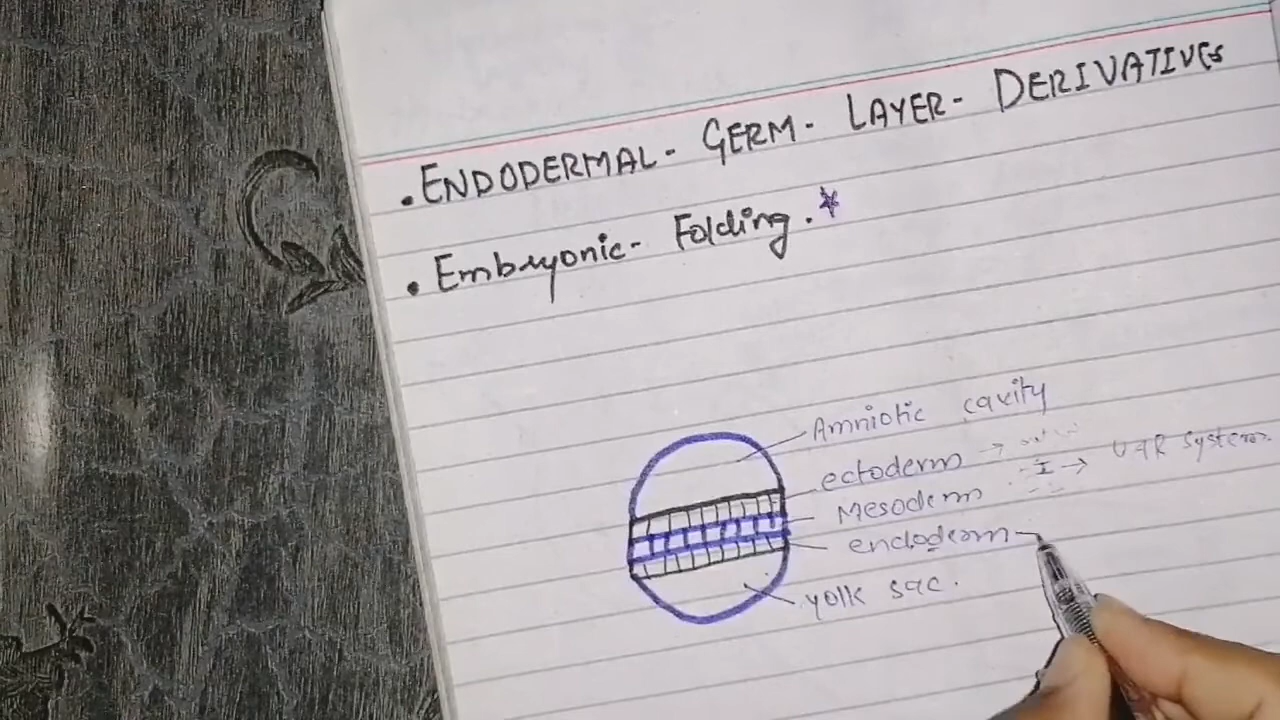 • ENDODERMAL - GERM - LAYER - DERIVATIVES
• Embryonic - Folding . *
Amniotic cavity
ectoderm →
Mesoderm → system
endoderm —
yolk sac .